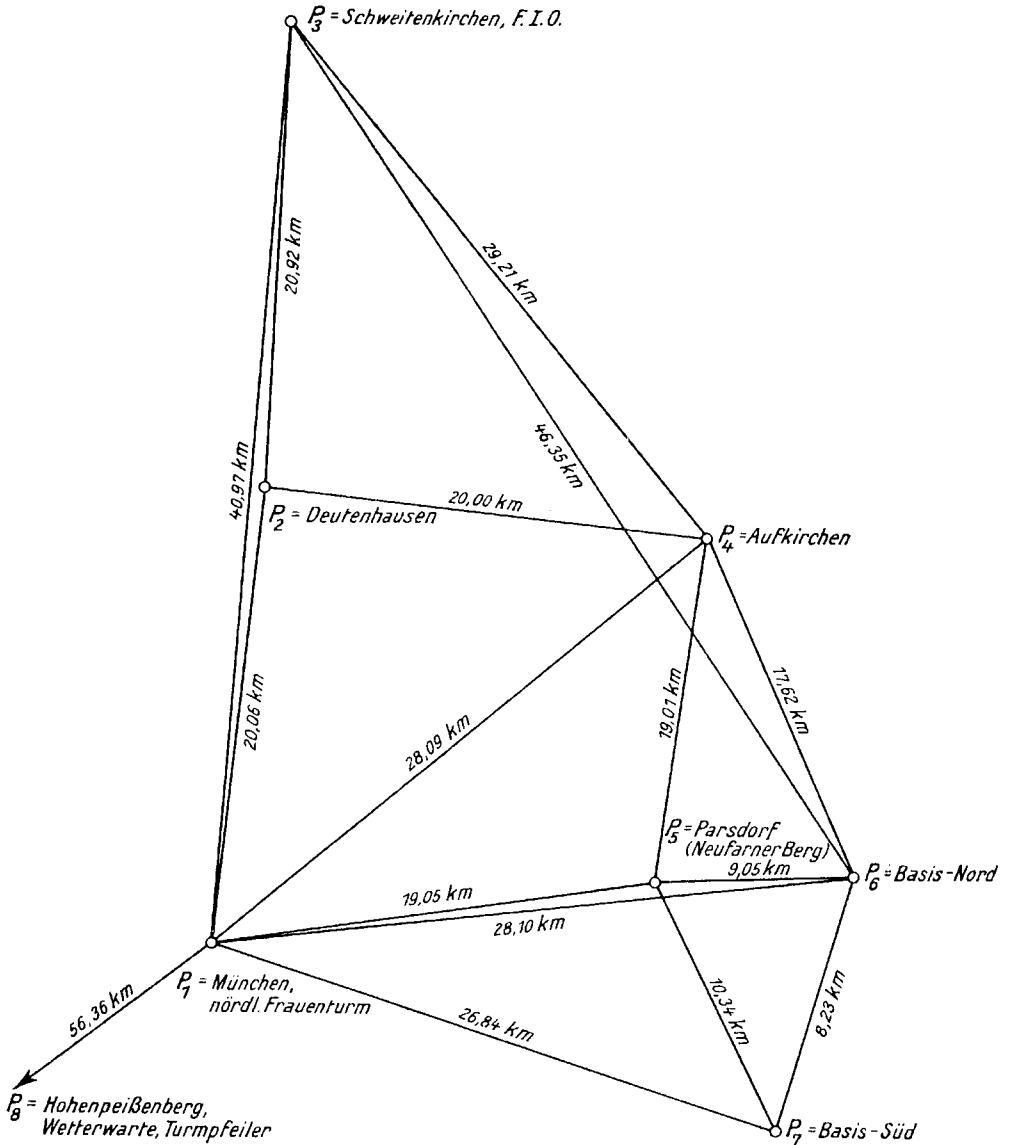 P3 = Schweitenkirchen, F.I.O.
20,92 km
29,21 km
40,97 km
46,35 km
20,00 km
P2 = Deutenhausen
P4 = Aufkirchen
20,06 km
28,09 km
19,01 km
17,62 km
P5 = Parsdorf
(Neufarner Berg)
9,05 km
P6 = Basis-Nord
19,05 km
28,10 km
P1 = München,
nördl. Frauenturm
56,36 km
26,84 km
10,34 km
8,23 km
P8 = Hohenpeißenberg,
Wetterwarte, Turmpfeiler
P7 = Basis-Süd